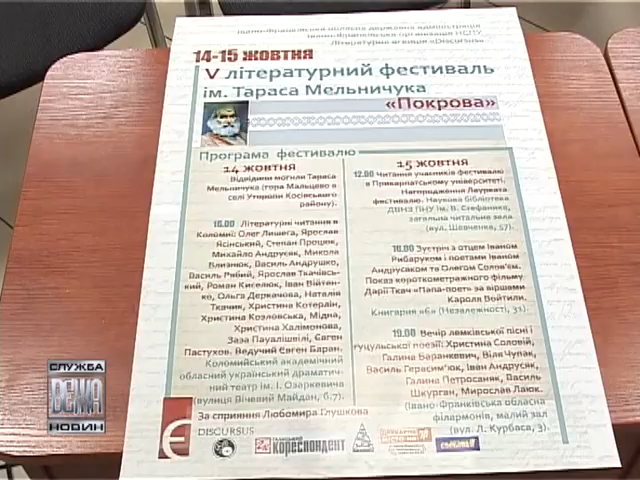 Івано-Франківська обласна державна адміністрація
Івано-Франківська організація НСПУ
Літературна агенція «Discursus»
14-15 ЖОВТНЯ
V літературний фестиваль
ім. Тараса Мельничука
«Покрова»
Програма фестивалю
14 ЖОВТНЯ
Відвідини могили Тараса
Мельничука (гора Мальцево в
селі Уторопи Косівського
району).
16.00 Літературні читання в
Коломиї: Олег Лишега, Ярослав
Ясінський, Степан Процюк,
Михайло Андрусяк, Микола
Близнюк, Василь Андрушко,
Василь Рябий, Ярослав Ткачівсь-
кий, Роман Киселюк, Іван Війтен-
ко, Ольга Деркачова, Наталія
Ткачик, Христина Котерлін,
Христина Козловська, Мідна,
Христина Халімонова,
Заза Пауалішвілі, Євген
Пастухов. Ведучий Євген Баран.
Коломийський академічний
обласний український драматич-
ний театр ім. І. Озаркевича
(вулиця Вічевий Майдан, б.7).
15 ЖОВТНЯ
12.00 Читання учасників фестивалю
в Прикарпатському університеті.
Нагородження Лауреата
фестивалю. Наукова бібліотека
ДВНЗ ПНУ ім. В. Стефаника,
загальна читальна зала
(вул. Шевченка, 57).
16.00 Зустріч з отцем Іваном
Рибаруком і поетами Іваном
Андрусяком та Олегом Солов'єм.
Показ короткометражного фільму
Дарії Ткач «Папа-поет» за віршами
Кароля Войтили.
Книгарня «Є» (Незалежності, 31).
19.00 Вечір лемківської пісні і
гуцульської поезії: Христина Соловій,
Галина Баранкевич, Віля Чупак,
Василь Герасим'юк, Іван Андрусяк,
Галина Петросаняк, Василь
Шкурган, Мирослав Лаюк.
(Івано-Франківська обласна
філармонія, малий зал
(вул. Л. Курбаса, 3).
За сприяння Любомира Глушкова
Є
DISCURSUS
Кореспондент
СЛУЖБА
ВЕЖА
НОВИН